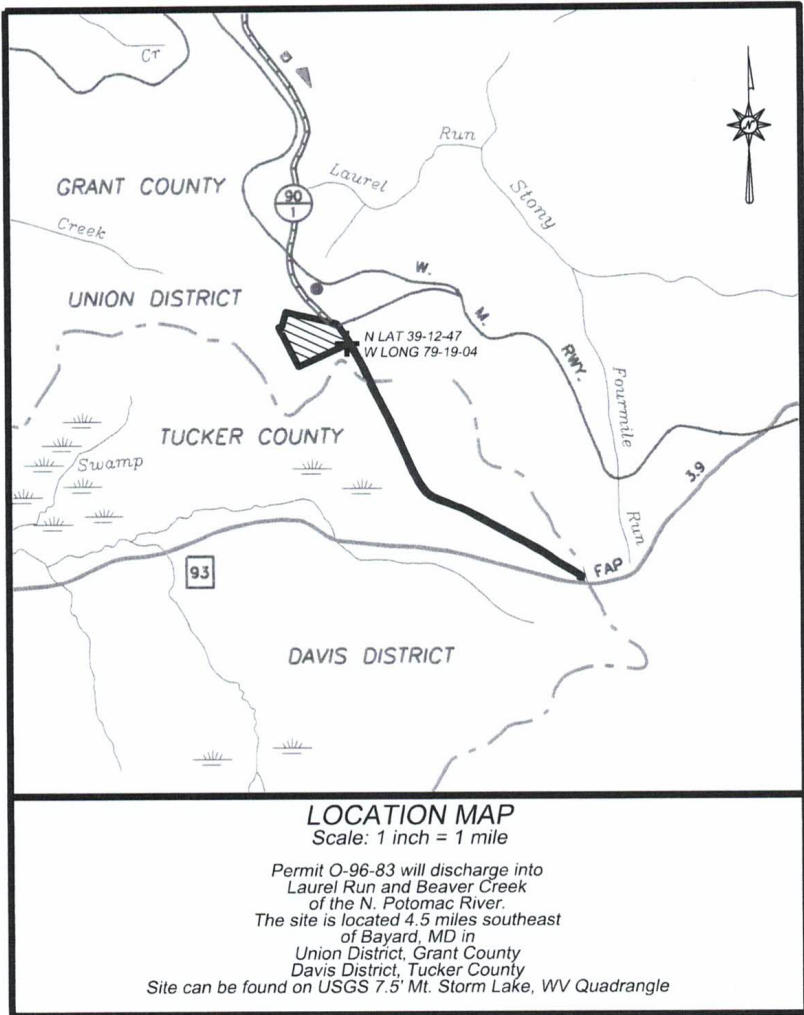 Cr
N
Run
Laurel
GRANT COUNTY
Stony
90
1
Creek
W.
UNION DISTRICT
M.
N LAT 39-12-47
W LONG 79-19-04
RWY.
Fourmile
TUCKER COUNTY
Swamp
3.9
Run
93
FAP
DAVIS DISTRICT
LOCATION MAP
Scale: 1 inch = 1 mile
Permit O-96-83 will discharge into
Laurel Run and Beaver Creek
of the N. Potomac River.
The site is located 4.5 miles southeast
of Bayard, MD in
Union District, Grant County
Davis District, Tucker County
Site can be found on USGS 7.5' Mt. Storm Lake, WV Quadrangle